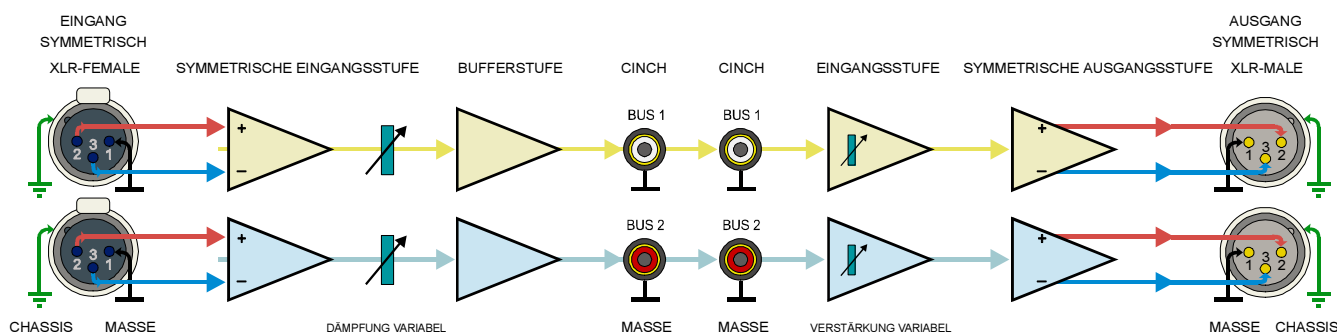 EINGANG
SYMMETRISCH
XLR-FEMALE
SYMMETRISCHE EINGANGSSTUFE
BUFFERSTUFE
CINCH
CINCH
EINGANGSSTUFE
SYMMETRISCHE AUSGANGSSTUFE
AUSGANG
SYMMETRISCH
XLR-MALE
2 3 1
+
−
BUS 1
BUS 1
+
−
1 3 2
2 3 1
+
−
BUS 2
BUS 2
+
−
1 3 2
CHASSIS
MASSE
DÄMPFUNG VARIABEL
MASSE
MASSE
VERSTÄRKUNG VARIABEL
MASSE
CHASSIS